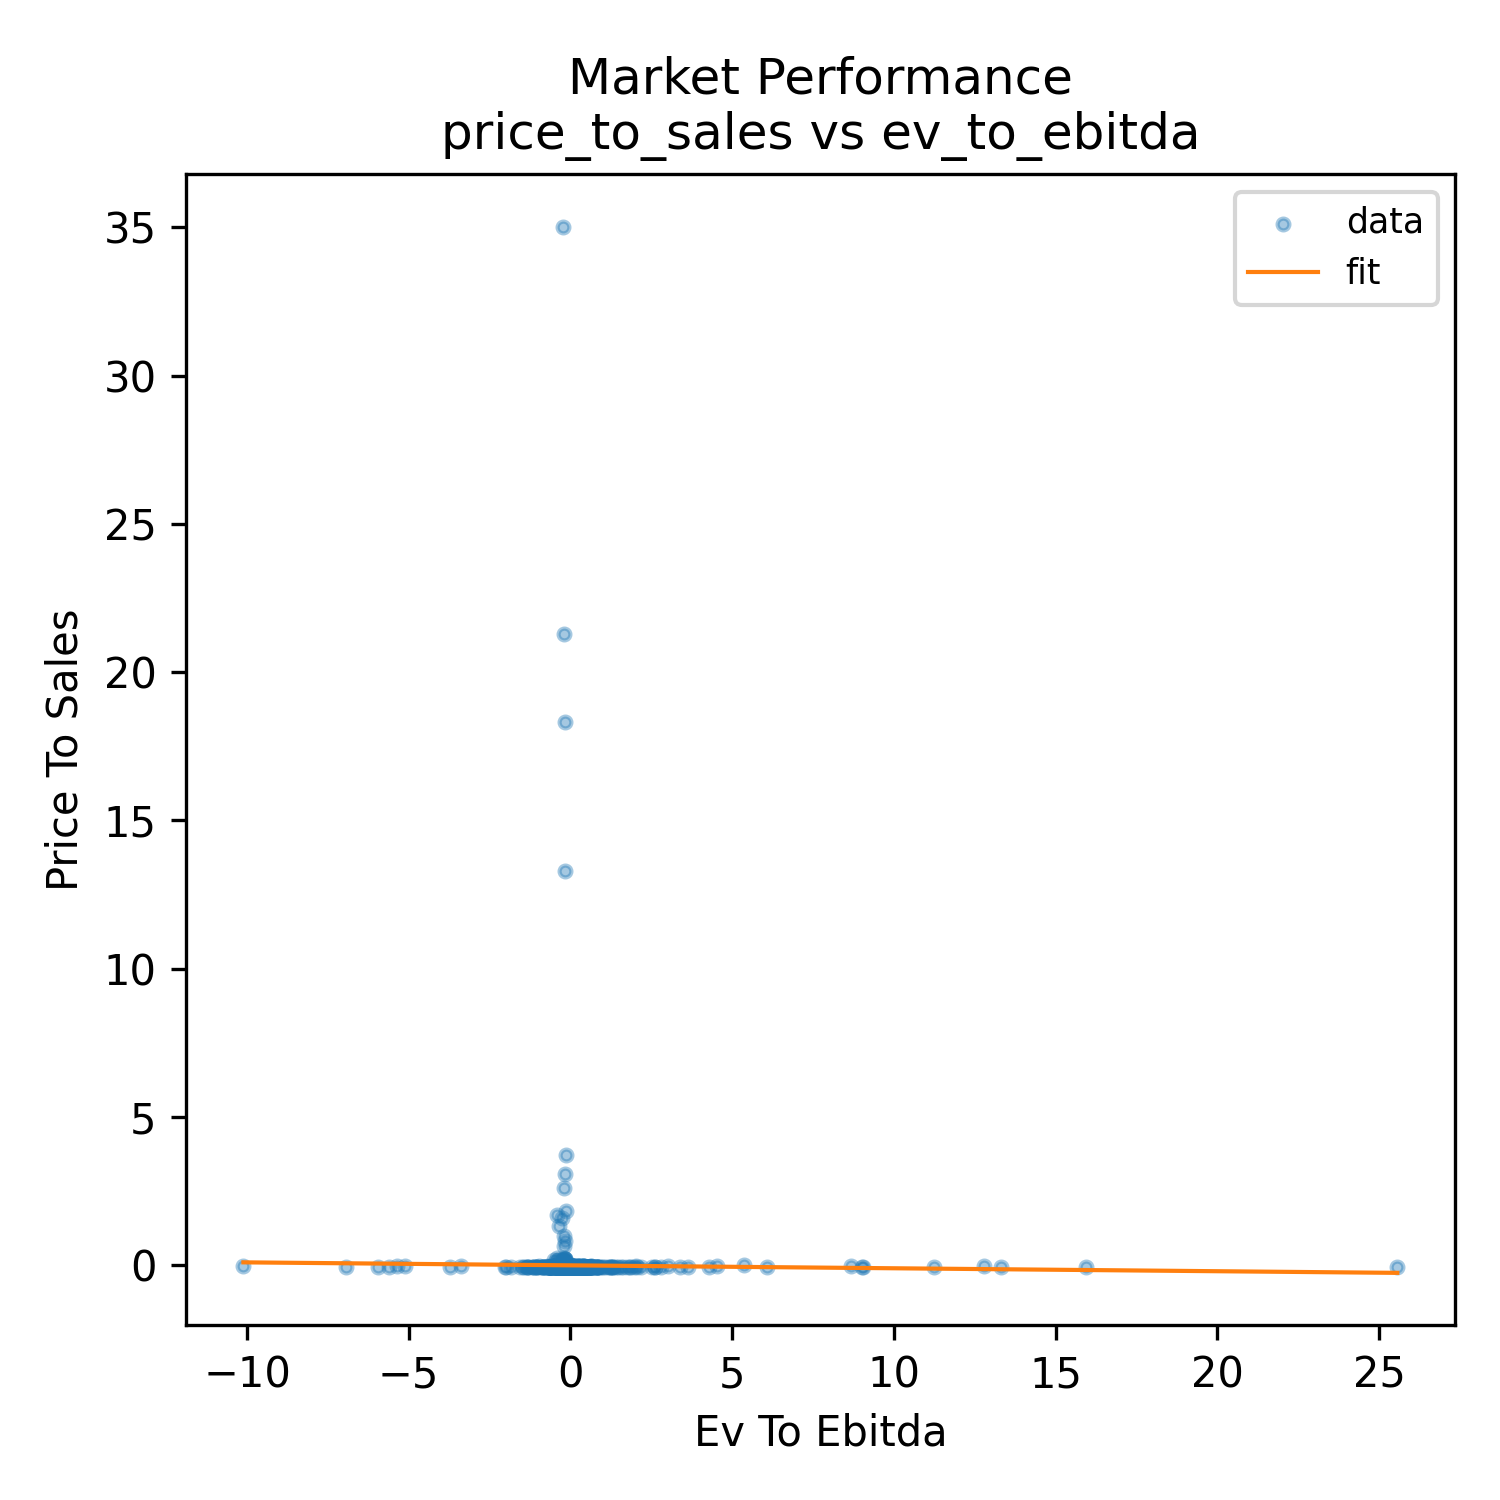 Market Performance
price_to_sales vs ev_to_ebitda
data
fit
35
30
25
20
15
10
5
0
Price To Sales
−10
−5
0
5
10
15
20
25
Ev To Ebitda